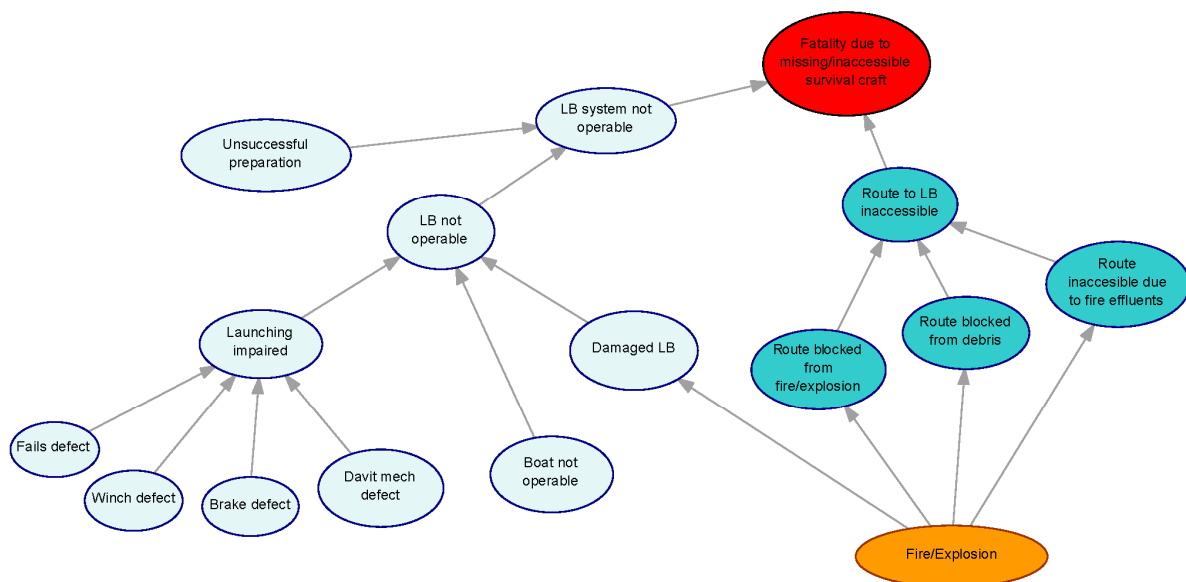 Fatality due to
missing/inaccessible
survival craft
LB system not
operable
Unsuccessful
preparation
Route to LB
inaccessible
LB not
operable
Route
inaccesible due
to fire effluents
Launching
impaired
Damaged LB
Route blocked
from debris
Route blocked
from
fire/explosion
Fails defect
Winch defect
Brake defect
Davit mech
defect
Boat not
operable
Fire/Explosion